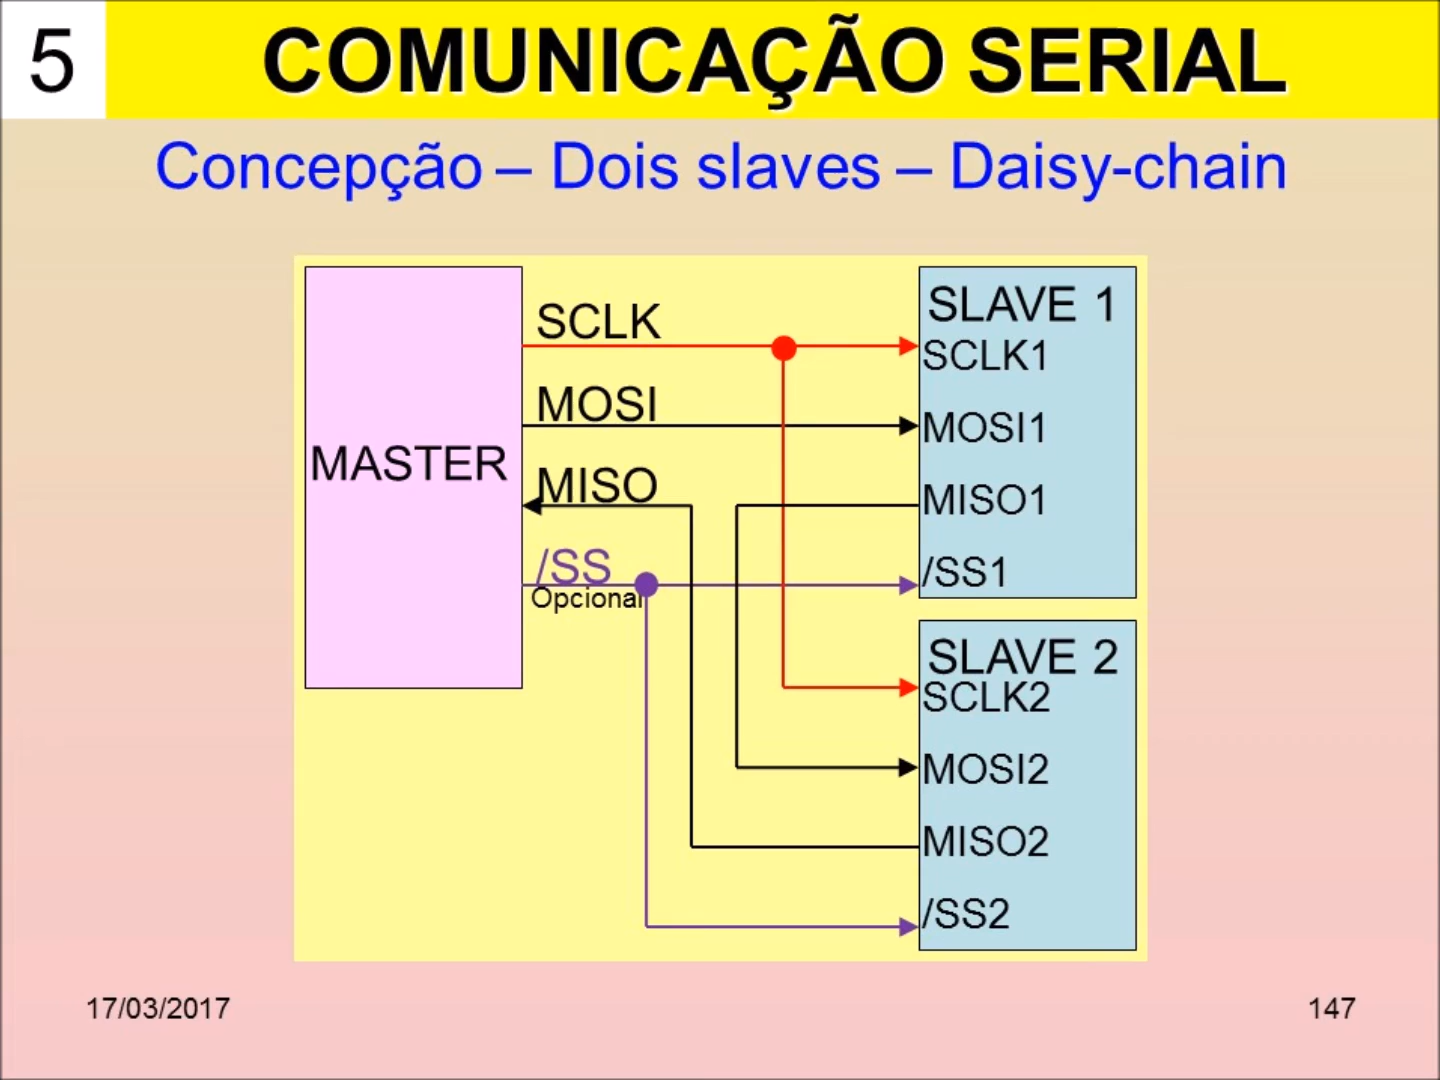 5
COMUNICAÇÃO SERIAL
Concepção – Dois slaves – Daisy-chain
MASTER
SCLK
MOSI
MISO
/SS
Opcional
SLAVE 1
SCLK1
MOSI1
MISO1
/SS1
SLAVE 2
SCLK2
MOSI2
MISO2
/SS2
17/03/2017
147